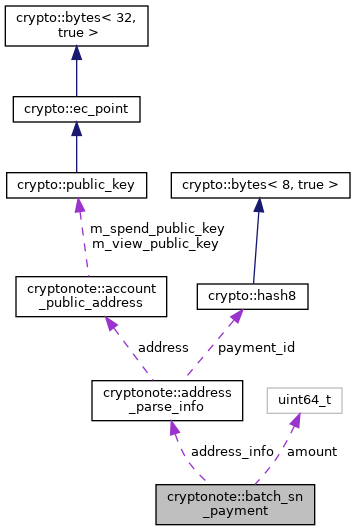 crypto::bytes< 32,
true >
crypto::ec_point
crypto::public_key
crypto::bytes< 8, true >
m_spend_public_key
m_view_public_key
cryptonote::account
_public_address
crypto::hash8
address
payment_id
cryptonote::address
_parse_info
uint64_t
address_info
amount
cryptonote::batch_sn
_payment